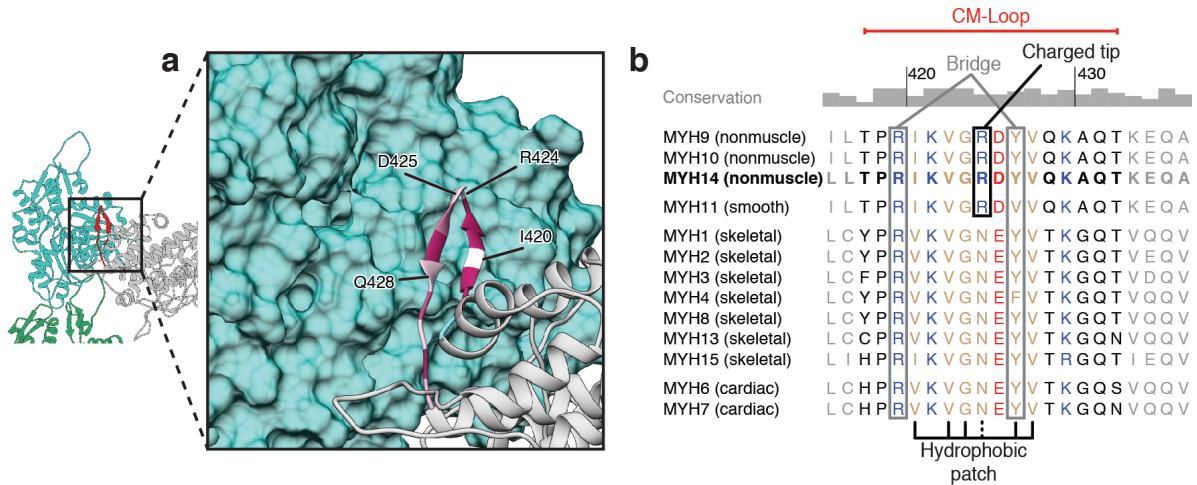 a
D425
R424
I420
Q428
b
CM-Loop
Charged tip
Bridge
420
430
Conservation
MYH9 (nonmuscle) I L T P R I K V G R D Y V Q K A Q T K E Q A
MYH10 (nonmuscle) I L T P R I K V G R D Y V Q K A Q T K E Q A
MYH14 (nonmuscle) L L T P R I K V G R D Y V Q K A Q T K E Q A
MYH11 (smooth) I L T P R I K V G R D V V Q K A Q T K E Q A
MYH1 (skeletal) L C Y P R V K V G N E Y V T K G Q T V Q Q V
MYH2 (skeletal) L C Y P R V K V G N E Y V T K G Q T V E Q V
MYH3 (skeletal) L C F P R V K V G N E Y V T K G Q T V D Q V
MYH4 (skeletal) L C Y P R V K V G N E F V T K G Q T V Q Q V
MYH8 (skeletal) L C Y P R V K V G N E Y V T K G Q T V Q Q V
MYH13 (skeletal) L C C P R V K V G N E Y V T K G Q N V Q Q V
MYH15 (skeletal) L I H P R I K V G N E Y V T R G Q T I E Q V
MYH6 (cardiac) L C H P R V K V G N E Y V T K G Q S V Q Q V
MYH7 (cardiac) L C H P R V K V G N E Y V T K G Q N V Q Q V
Hydrophobic
patch